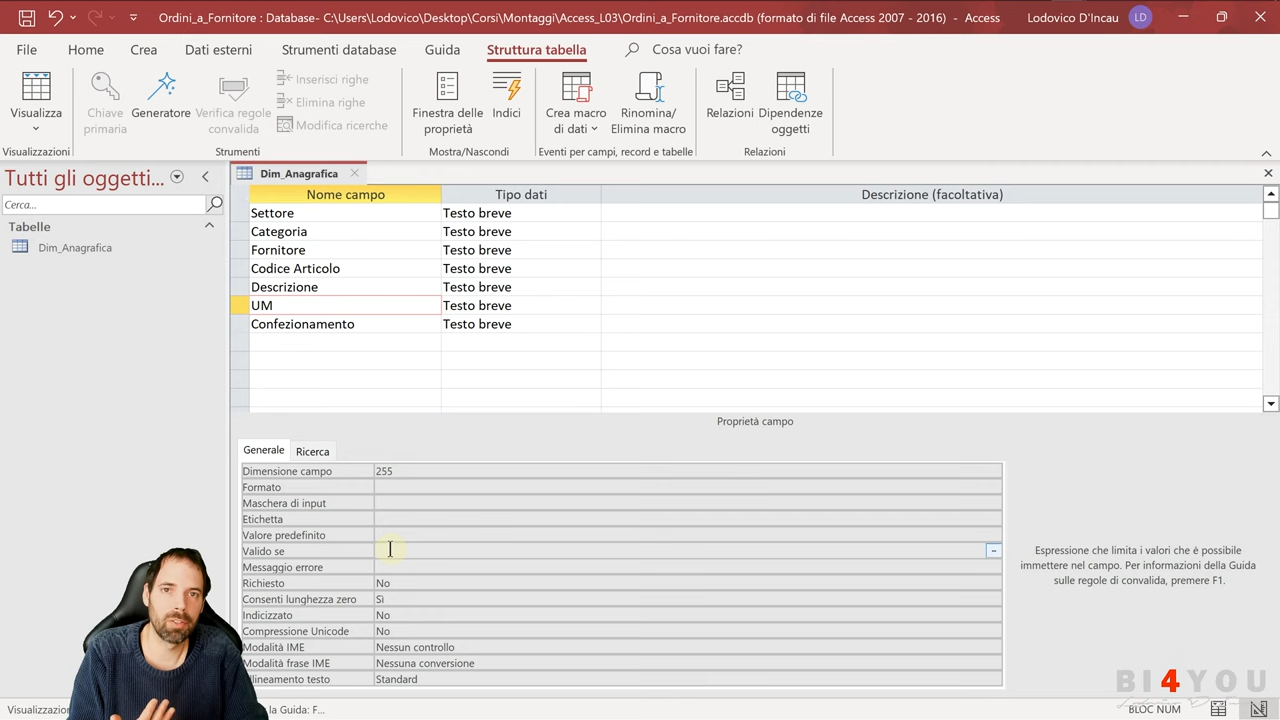 Ordini_a_Fornitore : Database- C:\Users\Lodovico\Desktop\Corsi\Montaggi\Access_L03\Ordini_a_Fornitore.accdb (formato di file Access 2007 - 2016) - Access
Lodovico D'Incau
LD
File
Home
Crea
Dati esterni
Strumenti database
Guida
Struttura tabella
Cosa vuoi fare?
Visualizza
Chiave primaria
Generatore
Verifica regole convalida
Inserisci righe
Elimina righe
Modifica ricerche
Finestra delle proprietà
Indici
Crea macro di dati
Rinomina/ Elimina macro
Relazioni
Dipendenze oggetti
Visualizzazioni
Strumenti
Mostra/Nascondi
Eventi per campi, record e tabelle
Relazioni
Tutti gli oggetti...
Cerca...
Tabelle
Dim_Anagrafica
Dim_Anagrafica
Nome campo Tipo dati Descrizione (facoltativa)
Settore Testo breve
Categoria Testo breve
Fornitore Testo breve
Codice Articolo Testo breve
Descrizione Testo breve
UM Testo breve
Confezionamento Testo breve
Proprietà campo
Generale Ricerca
Dimensione campo 255
Formato
Maschera di input
Etichetta
Valore predefinito
Valido se
Messaggio errore
Richiesto No
Consenti lunghezza zero Sì
Indicizzato No
Compressione Unicode No
Modalità IME Nessun controllo
Modalità frase IME Nessuna conversione
llineamento testo Standard
Espressione che limita i valori che è possibile
immettere nel campo. Per informazioni della Guida
sulle regole di convalida, premere F1.
BI4YOU
Visualizzazio
la Guida: F...
BLOC NUM